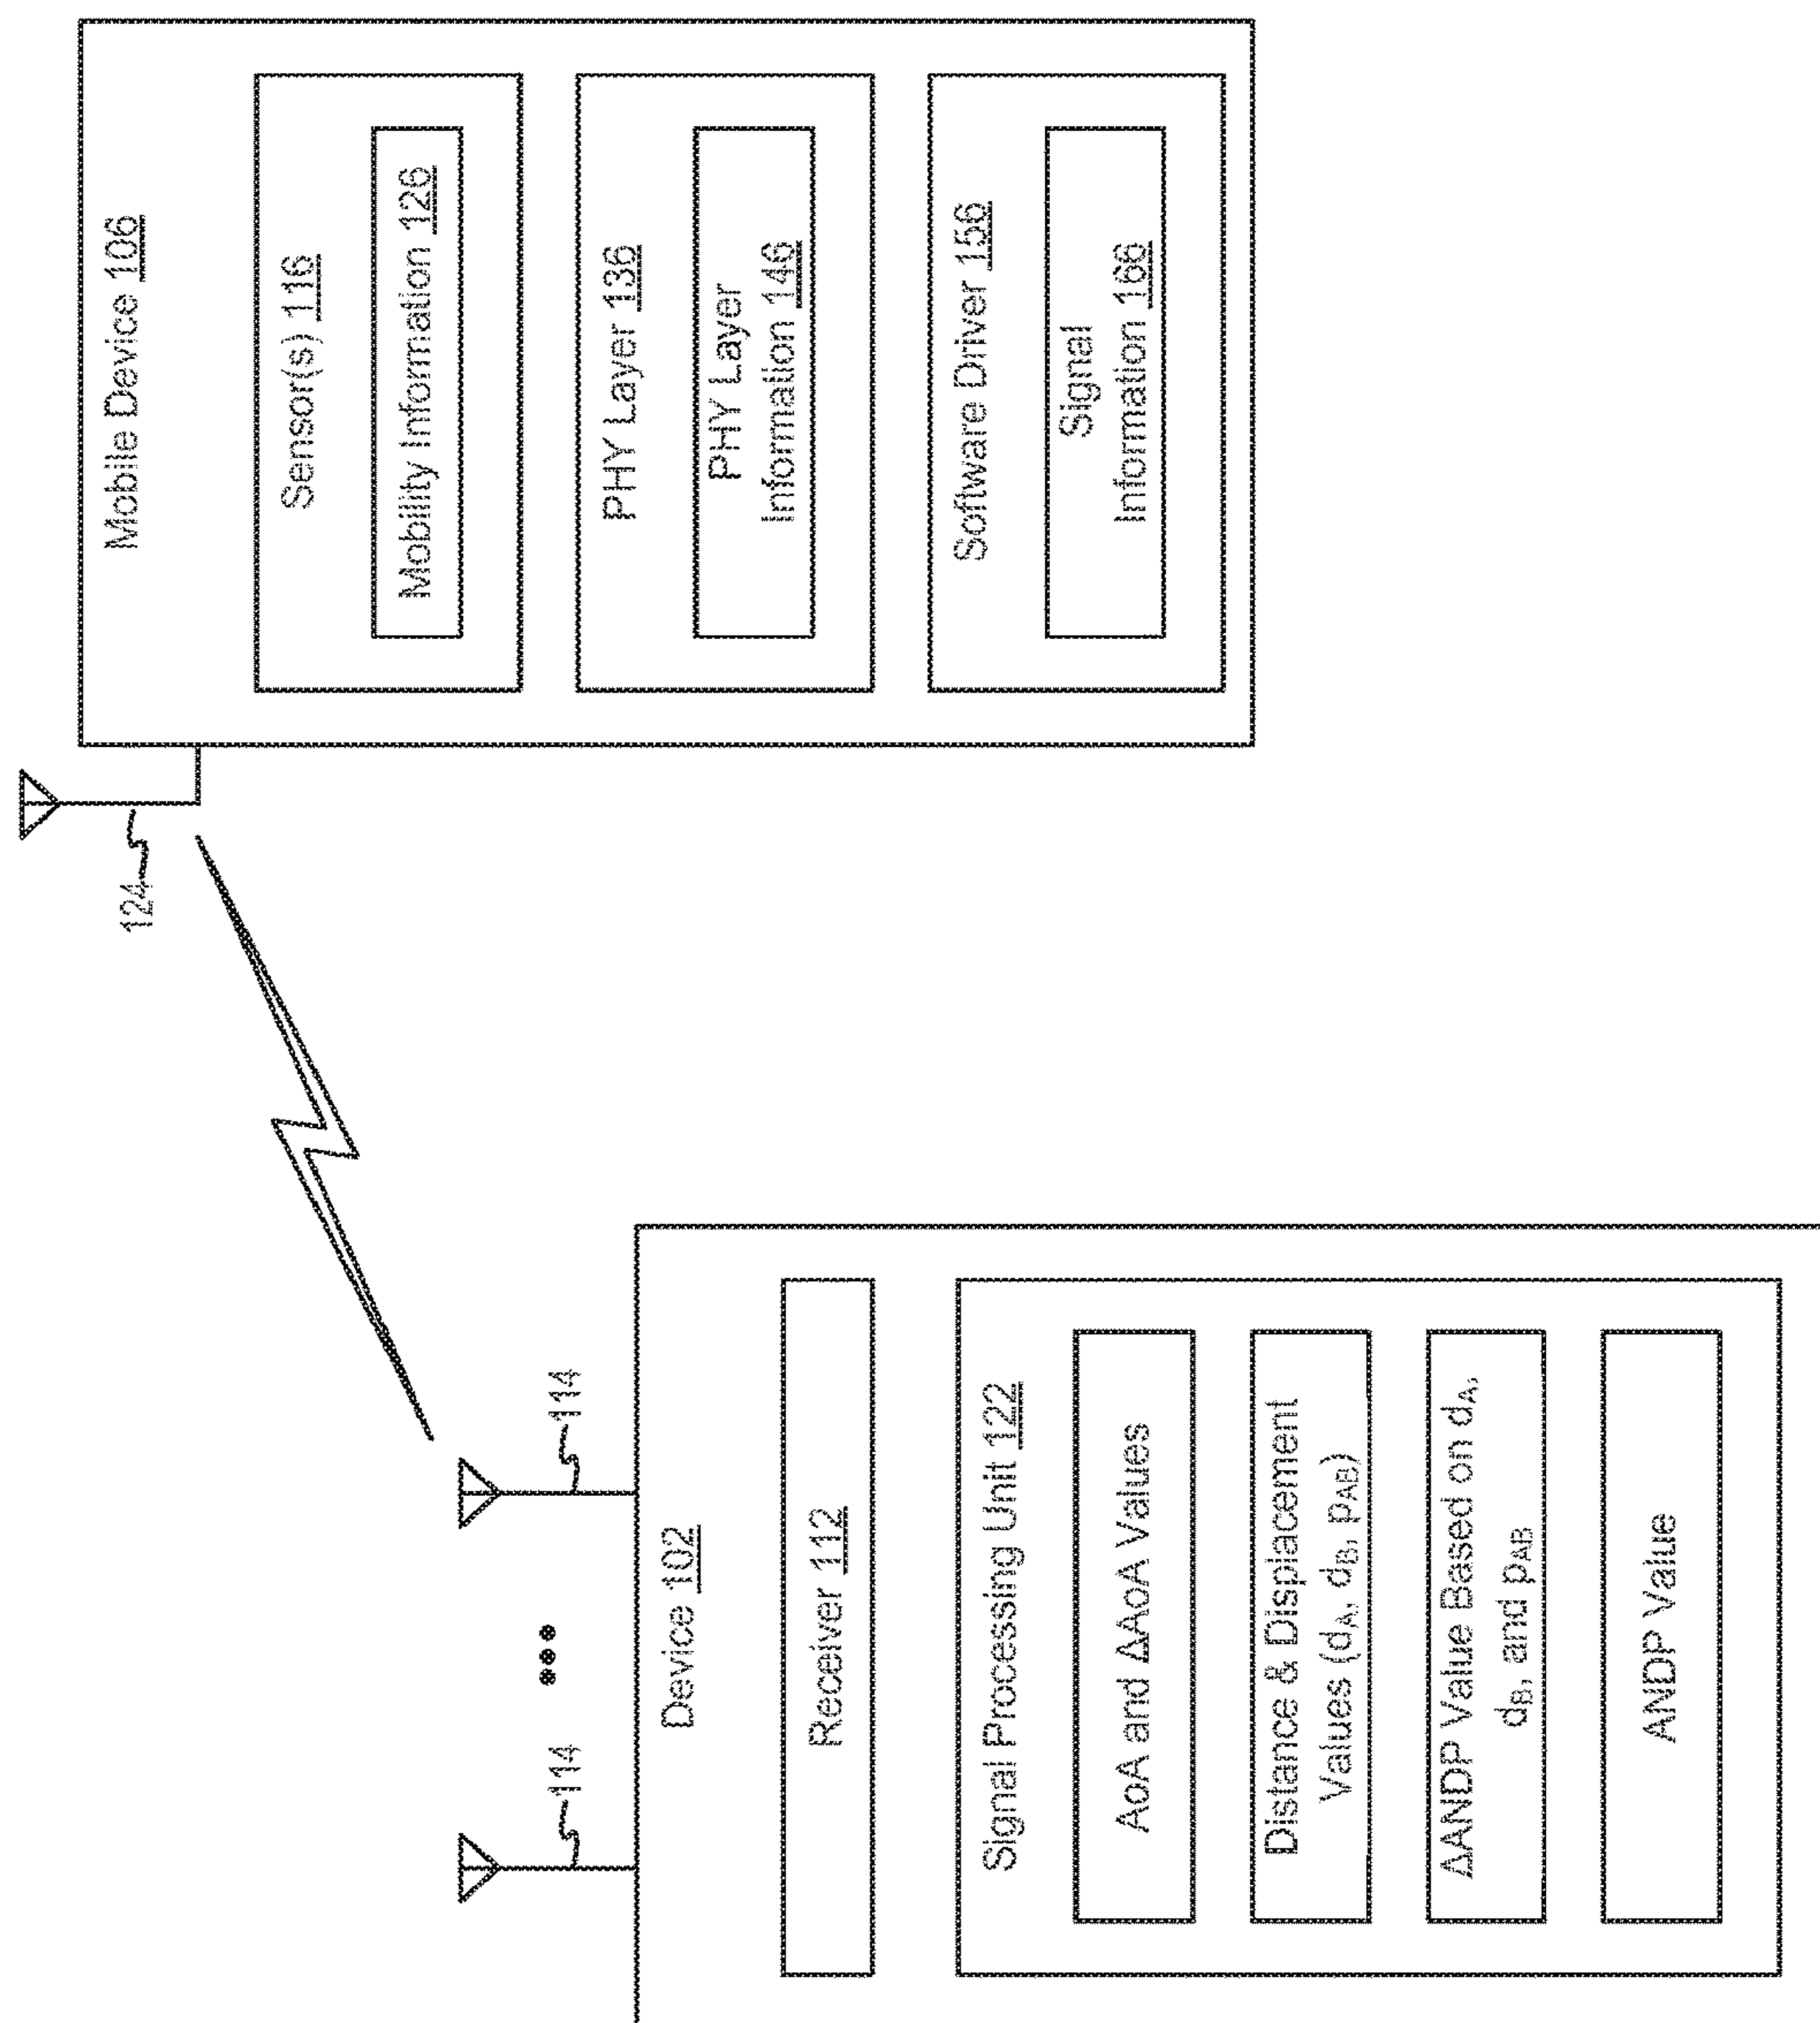 Mobile Device 106
Sensor(s) 116
Mobility Information 126
PHY Layer 136
PHY Layer
Information 146
Software Driver 156
Signal
Information 166
124
114
114
Device 102
Receiver 112
Signal Processing Unit 122
AoA and ΔAoA Values
Distance & Displacement
Values (dA, dB, pAB)
ΔANDP Value Based on dA,
dB, and pAB
ANDP Value